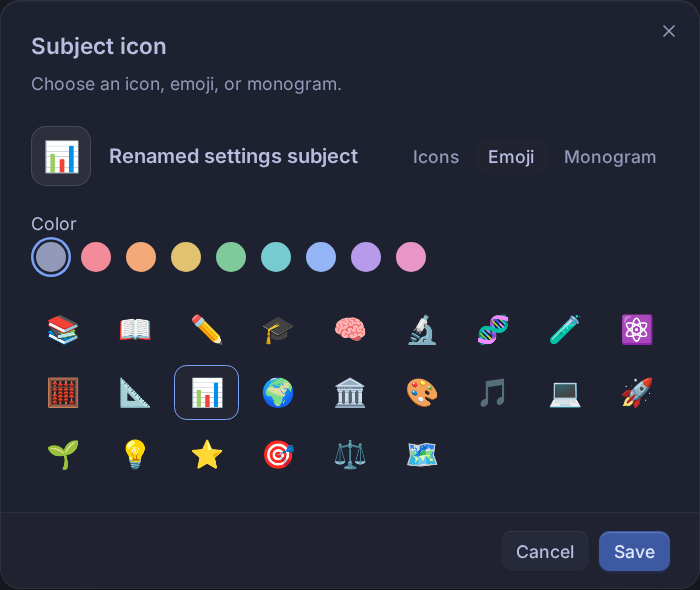 Subject icon
Choose an icon, emoji, or monogram.
Renamed settings subject
Icons Emoji Monogram
Color
Cancel Save